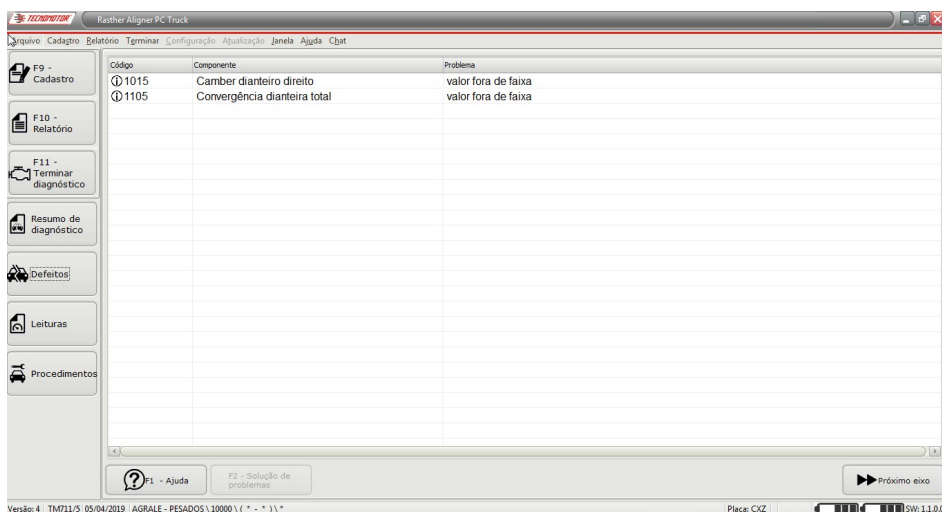 TECNOMOTOR Rasther Aligner PC Truck
Arquivo Cadastro Relatório Terminar Configuração Atualização Janela Ajuda Chat
F9 -
Cadastro
F10 -
Relatório
F11 -
Terminar
diagnóstico
Resumo de
diagnóstico
Defeitos
Leituras
Procedimentos
Código Componente Problema
1015 Camber dianteiro direito valor fora de faixa
1105 Convergência dianteira total valor fora de faixa
F1 - Ajuda
F2 - Solução de
problemas
Próximo eixo
Versão: 4 TM711/5 05/04/2019 AGRALE - PESADOS \ 10000 \ ( * - * ) \ * Placa: CXZ SW: 1.1.0.0